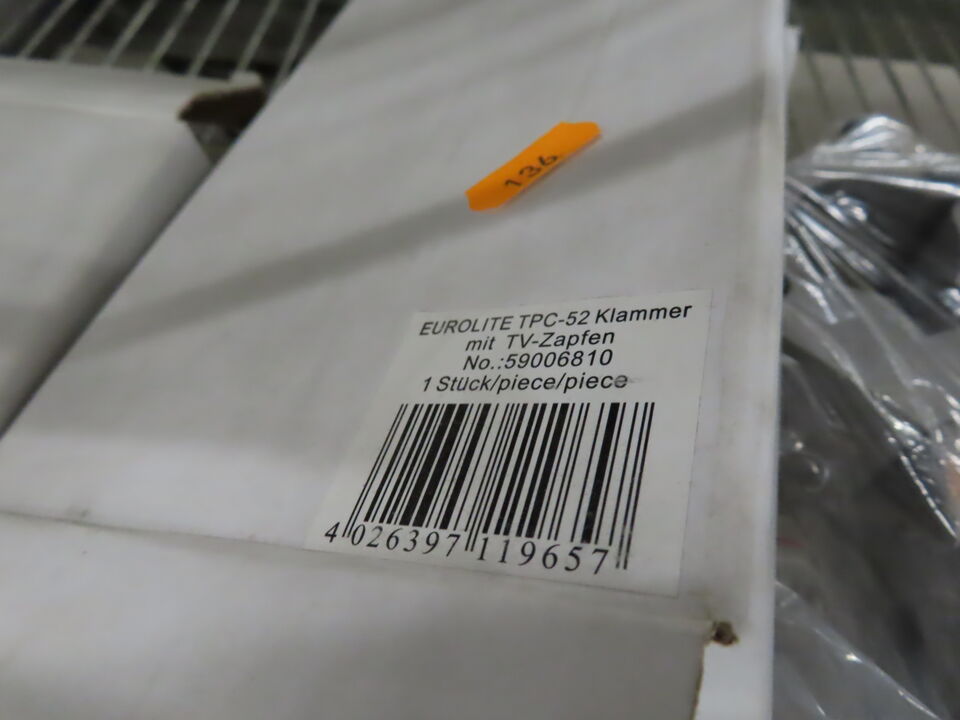 136
EUROLITE TPC-52 Klammer
mit TV-Zapfen
No.:59006810
1 Stück/piece/piece
4 026397 119657